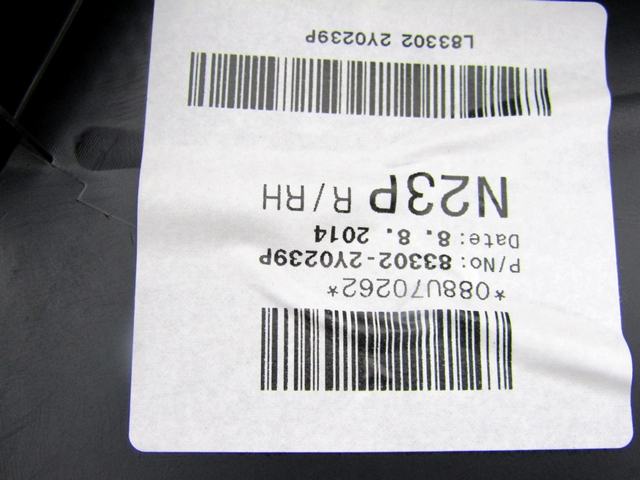 *088U70262*
P/No: 83302-2Y0239P
Date: 8. 8. 2014
N23P R/RH
L83302 2Y0239P